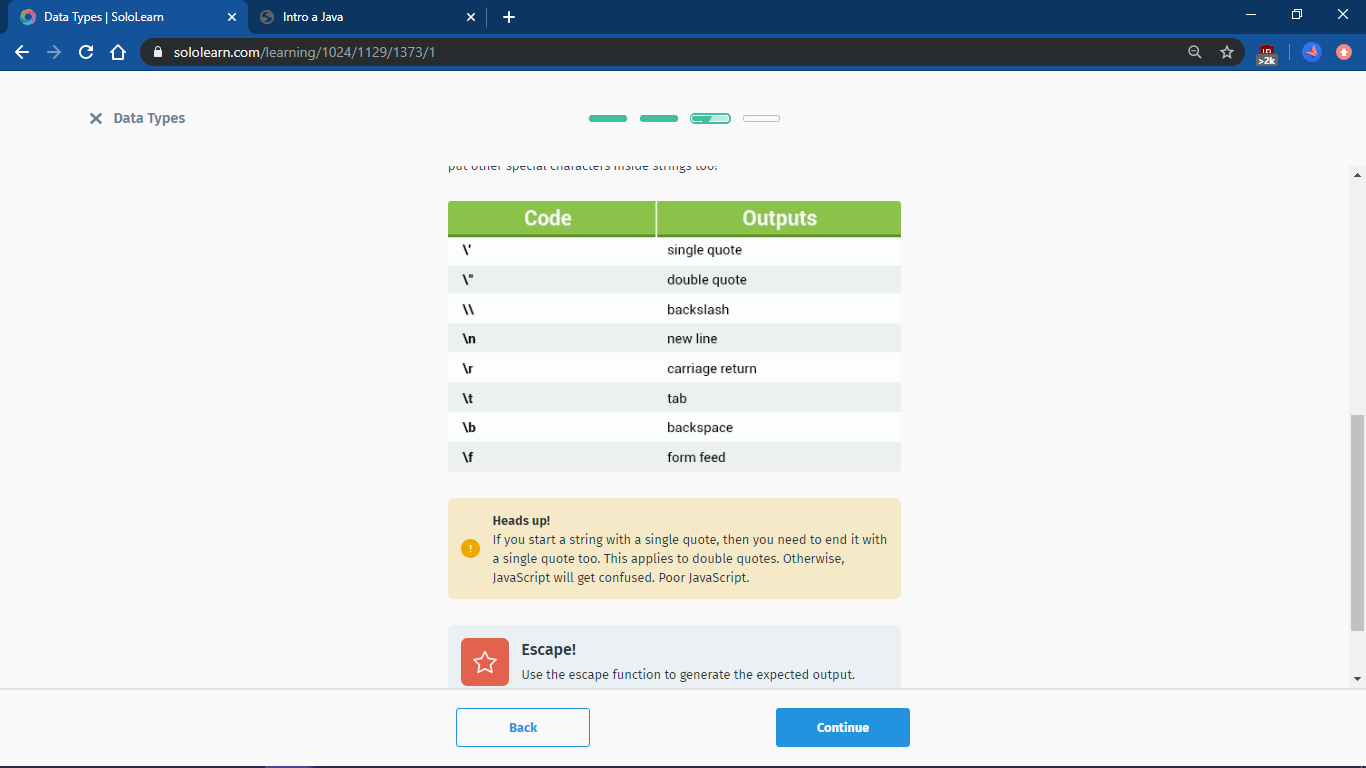 Data Types | SoloLearn
Intro a Java
sololearn.com/learning/1024/1129/1373/1
>2k
Data Types
put other special characters inside strings too!
Code Outputs
\' single quote
\" double quote
\\ backslash
\n new line
\r carriage return
\t tab
\b backspace
\f form feed
Heads up!
If you start a string with a single quote, then you need to end it with
a single quote too. This applies to double quotes. Otherwise,
JavaScript will get confused. Poor JavaScript.
Escape!
Use the escape function to generate the expected output.
Back
Continue